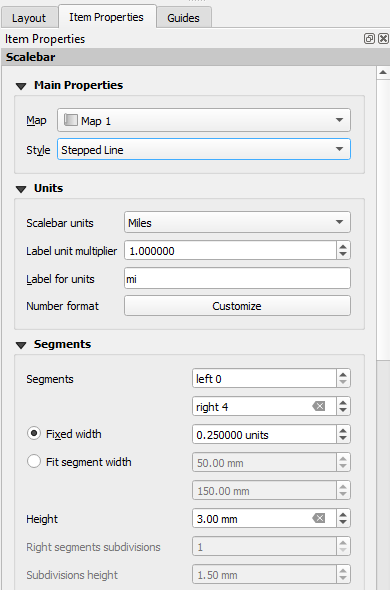 Layout Item Properties Guides
Item Properties
Scalebar
Main Properties
Map Map 1
Style Stepped Line
Units
Scalebar units Miles
Label unit multiplier 1.000000
Label for units mi
Number format Customize
Segments
Segments left 0
right 4
Fixed width 0.250000 units
Fit segment width 50.00 mm
150.00 mm
Height 3.00 mm
Right segments subdivisions 1
Subdivisions height 1.50 mm